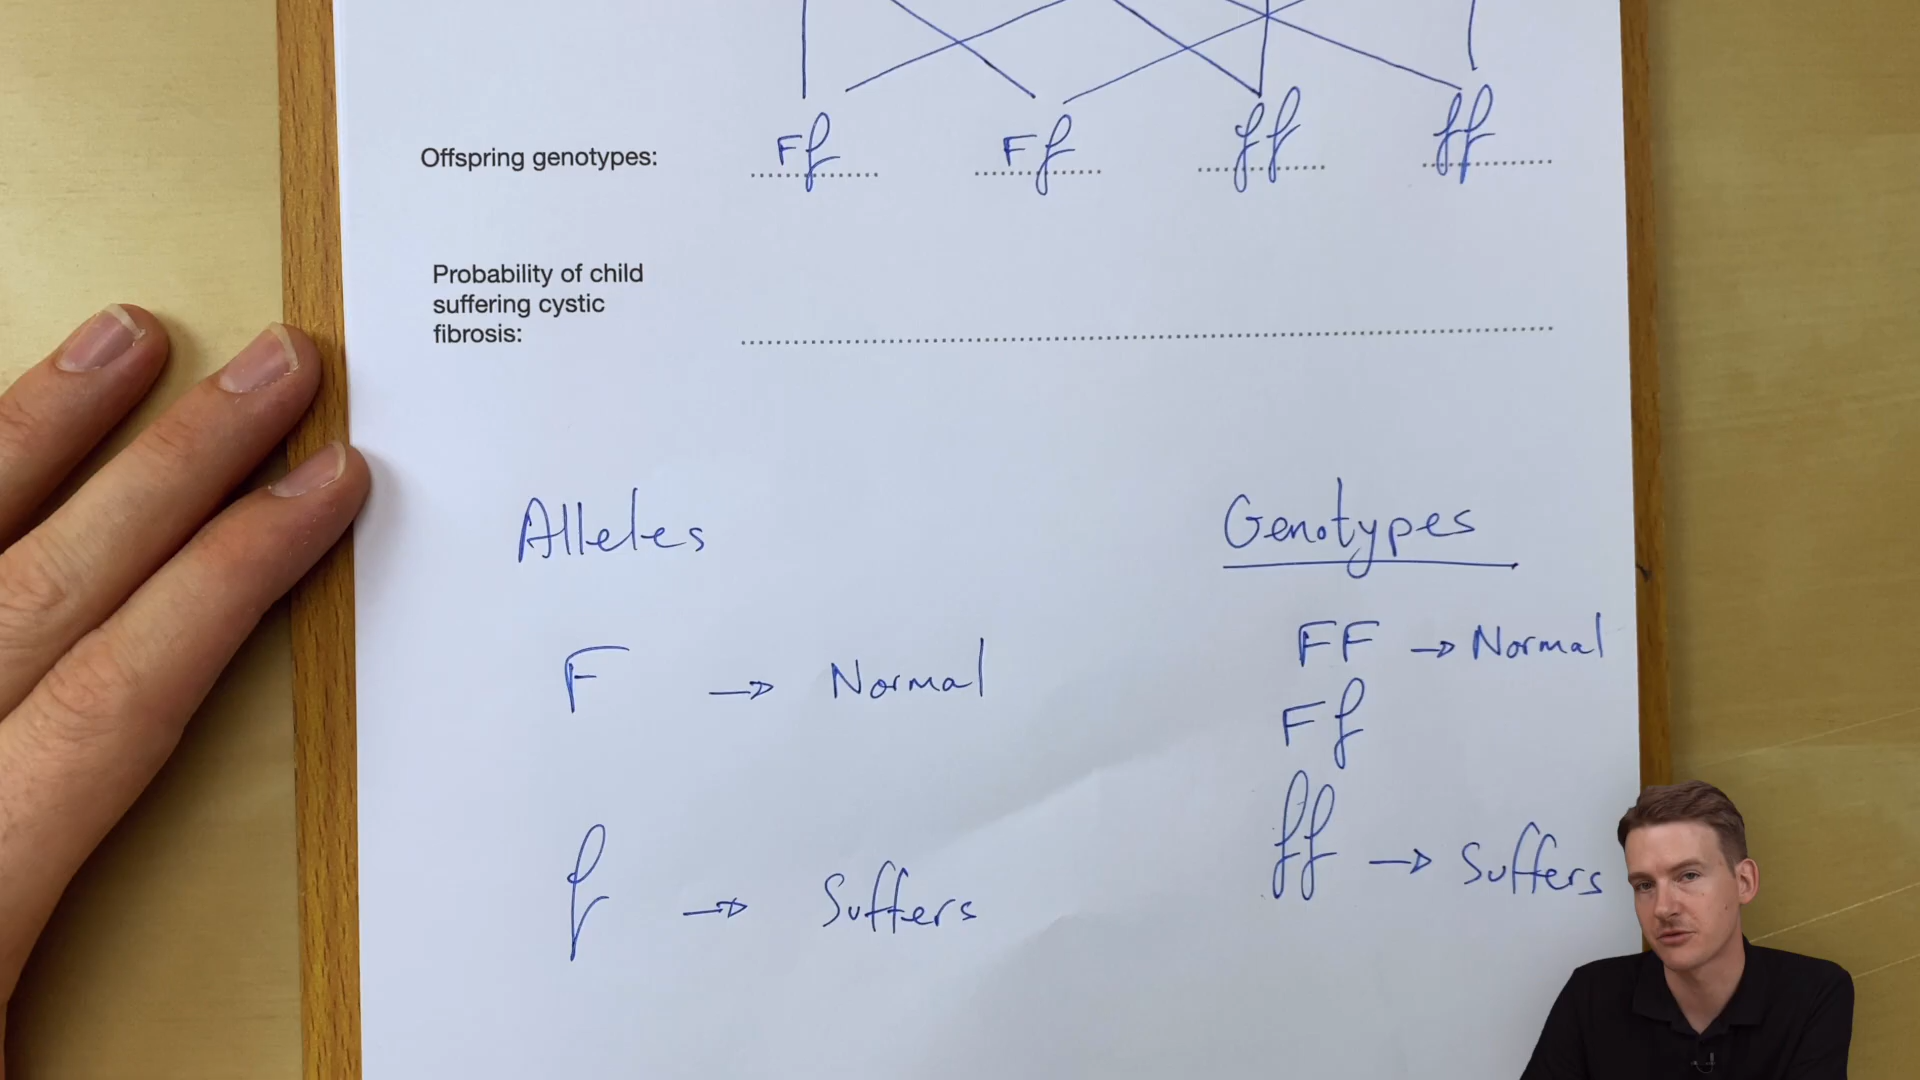 Offspring genotypes: Ff Ff ff ff
Probability of child
suffering cystic
fibrosis:
Alleles Genotypes
F → Normal FF → Normal
Ff
f → Suffers ff → Suffers